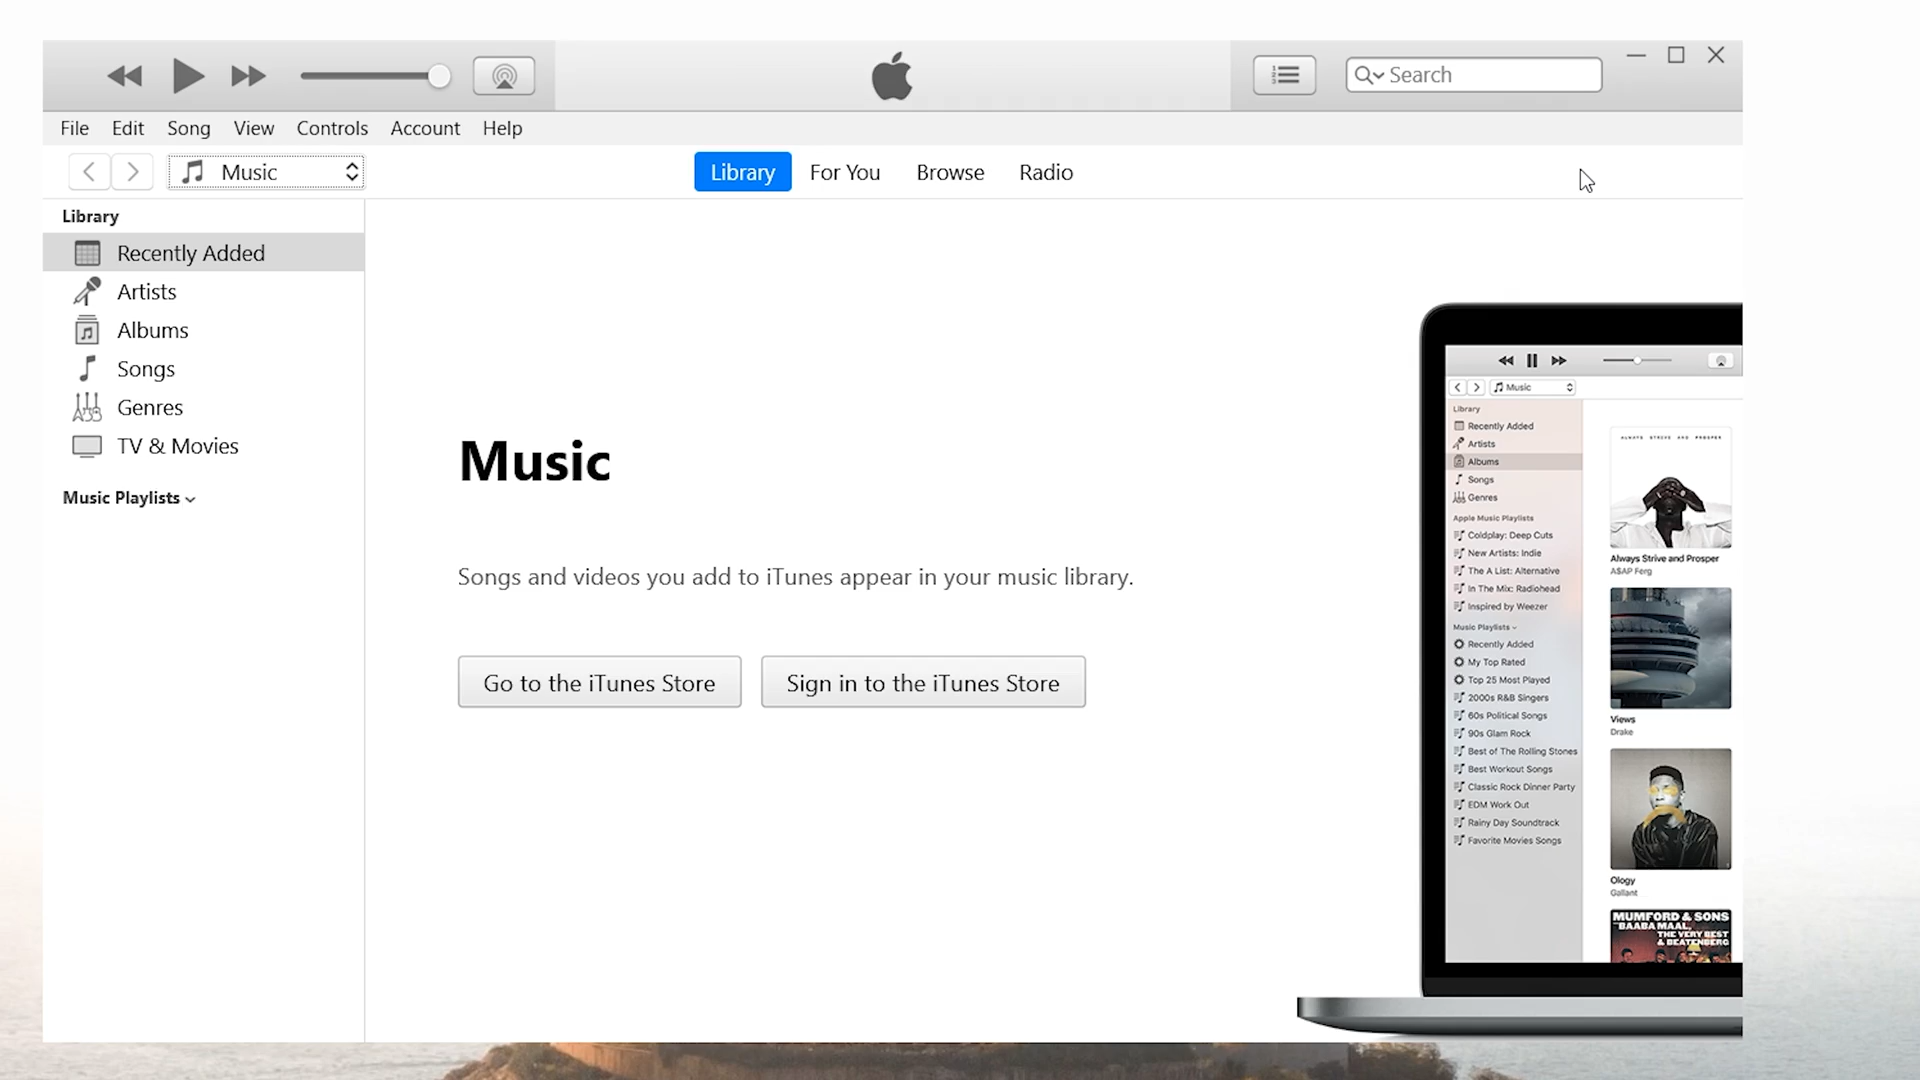 Search
File Edit Song View Controls Account Help
Music
Library For You Browse Radio
Library
Recently Added
Artists
Albums
Songs
Genres
TV & Movies
Music Playlists
Music
Songs and videos you add to iTunes appear in your music library.
Go to the iTunes Store
Sign in to the iTunes Store
Music
Library
Recently Added
Artists
Albums
Songs
Genres
Apple Music Playlists
Coldplay: Deep Cuts
New Artists: Indie
The A List: Alternative
In The Mix: Radiohead
Inspired by Weezer
Music Playlists
Recently Added
My Top Rated
Top 25 Most Played
2000s R&B Singers
60s Political Songs
90s Glam Rock
Best of The Rolling Stones
Best Workout Songs
Classic Rock Dinner Party
EDM Work Out
Rainy Day Soundtrack
Favorite Movies Songs
ALWAYS STRIVE AND PROSPER
Always Strive and Prosper
A$AP Ferg
Views
Drake
Ology
Gallant
MUMFORD & SONS
BAABA MAAL,
THE VERY BEST
& BEATENBERG